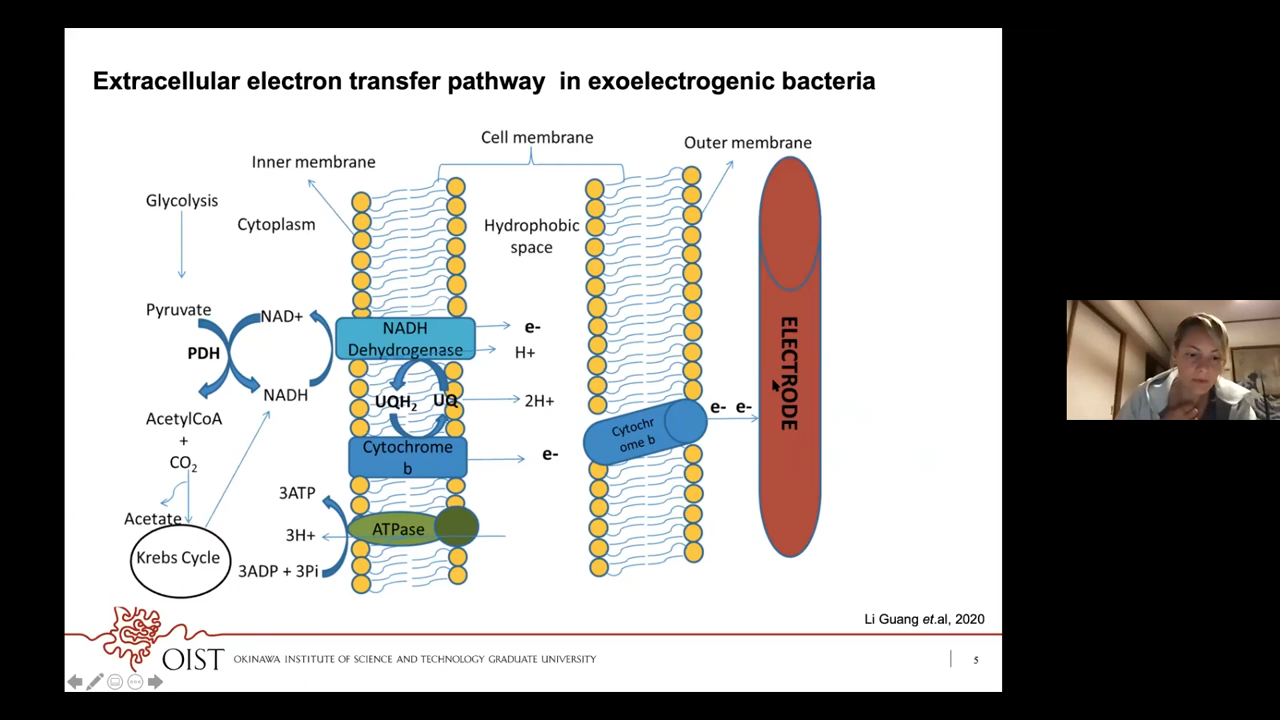 Extracellular electron transfer pathway in exoelectrogenic bacteria
Cell membrane
Outer membrane
Inner membrane
Glycolysis
Cytoplasm
Hydrophobic
space
Pyruvate
NAD+
NADH
Dehydrogenase
e-
H+
PDH
NADH
UQH2
UQ
2H+
ELECTRODE
AcetylCoA
+
CO2
Cytochrome
b
e-
Cytochr
ome b
e- e-
Acetate
Krebs Cycle
3ATP
3H+
3ADP + 3Pi
ATPase
Li Guang et.al, 2020
OIST
OKINAWA INSTITUTE OF SCIENCE AND TECHNOLOGY GRADUATE UNIVERSITY
5